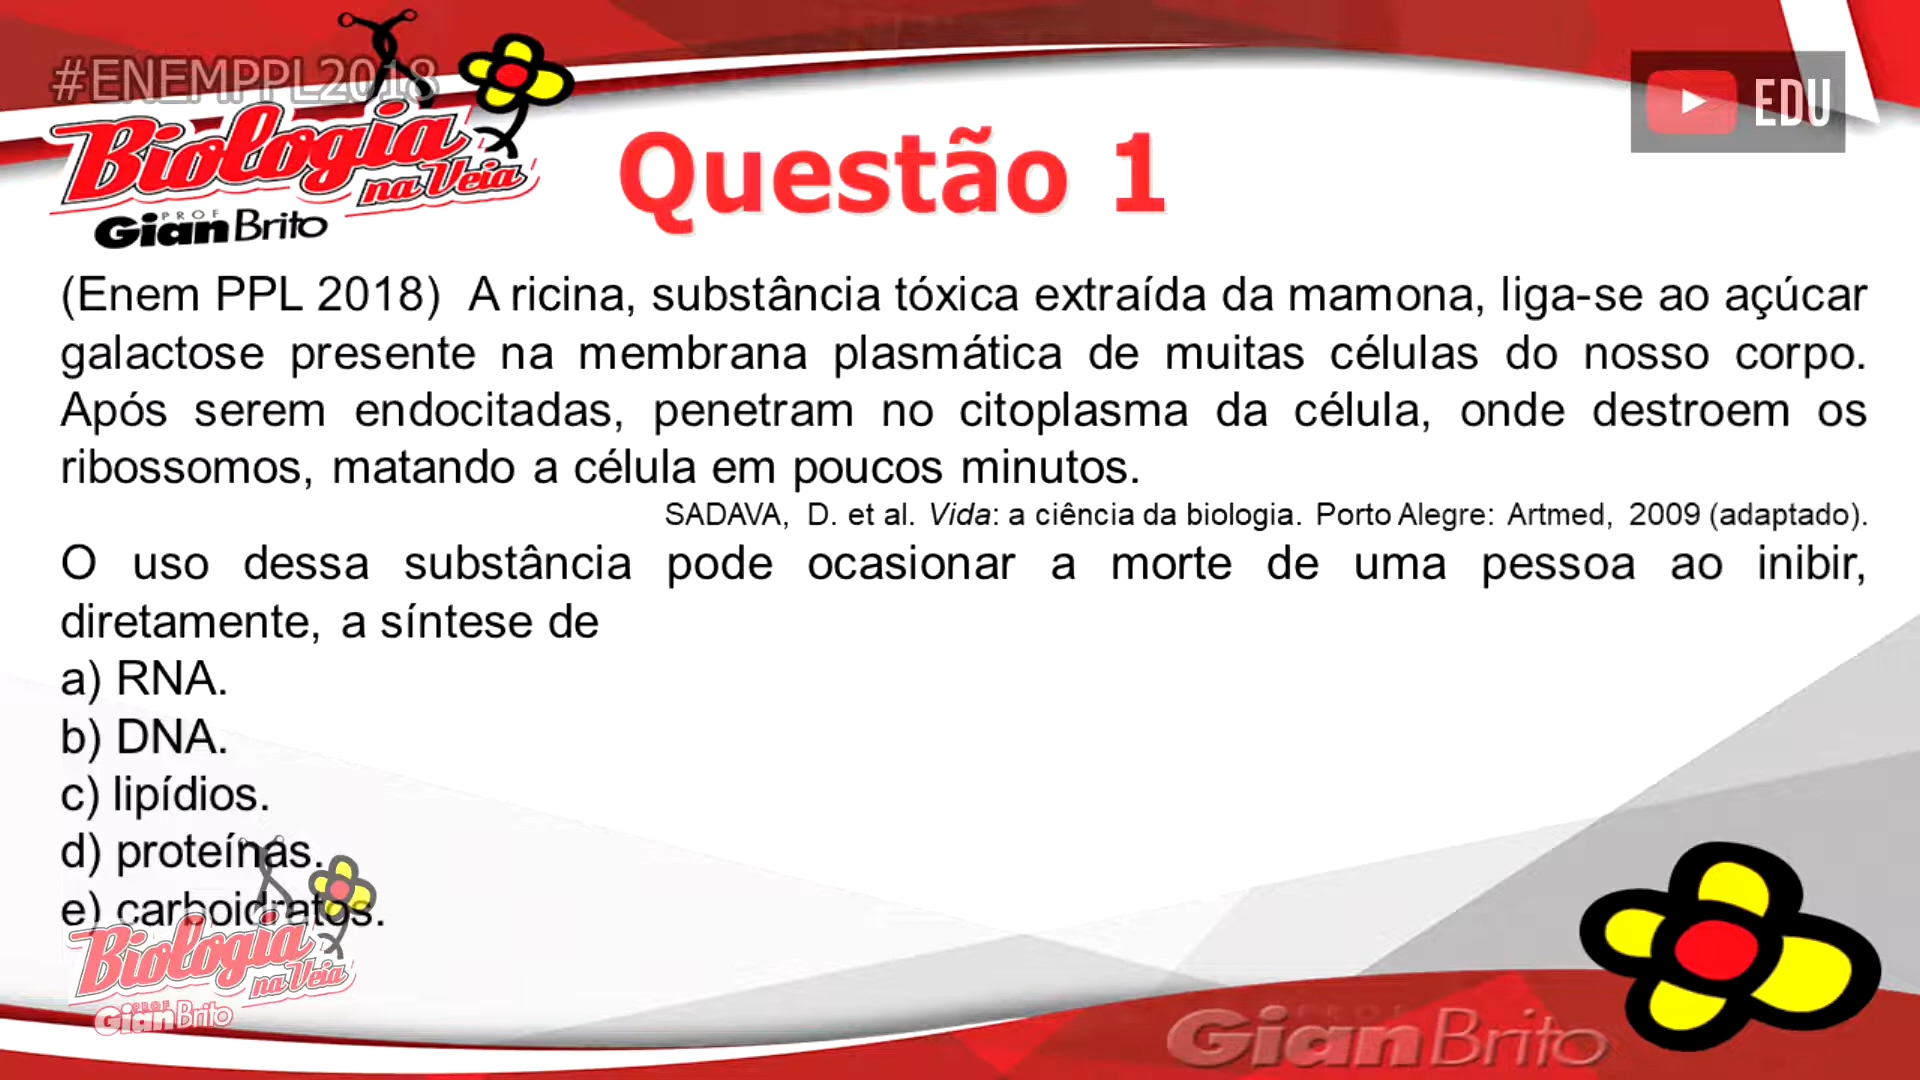 #ENEMPPL2018
Biologia
na Veia
PROF
Gian Brito
EDU
Questão 1
(Enem PPL 2018) A ricina, substância tóxica extraída da mamona, liga-se ao açúcar
galactose presente na membrana plasmática de muitas células do nosso corpo.
Após serem endocitadas, penetram no citoplasma da célula, onde destroem os
ribossomos, matando a célula em poucos minutos.
SADAVA, D. et al. Vida: a ciência da biologia. Porto Alegre: Artmed, 2009 (adaptado).
O uso dessa substância pode ocasionar a morte de uma pessoa ao inibir,
diretamente, a síntese de
a) RNA.
b) DNA.
c) lipídios.
d) proteínas.
e) carboidratos.
Biologia
na Veia
PROF
Gian Brito
PROF
Gian Brito